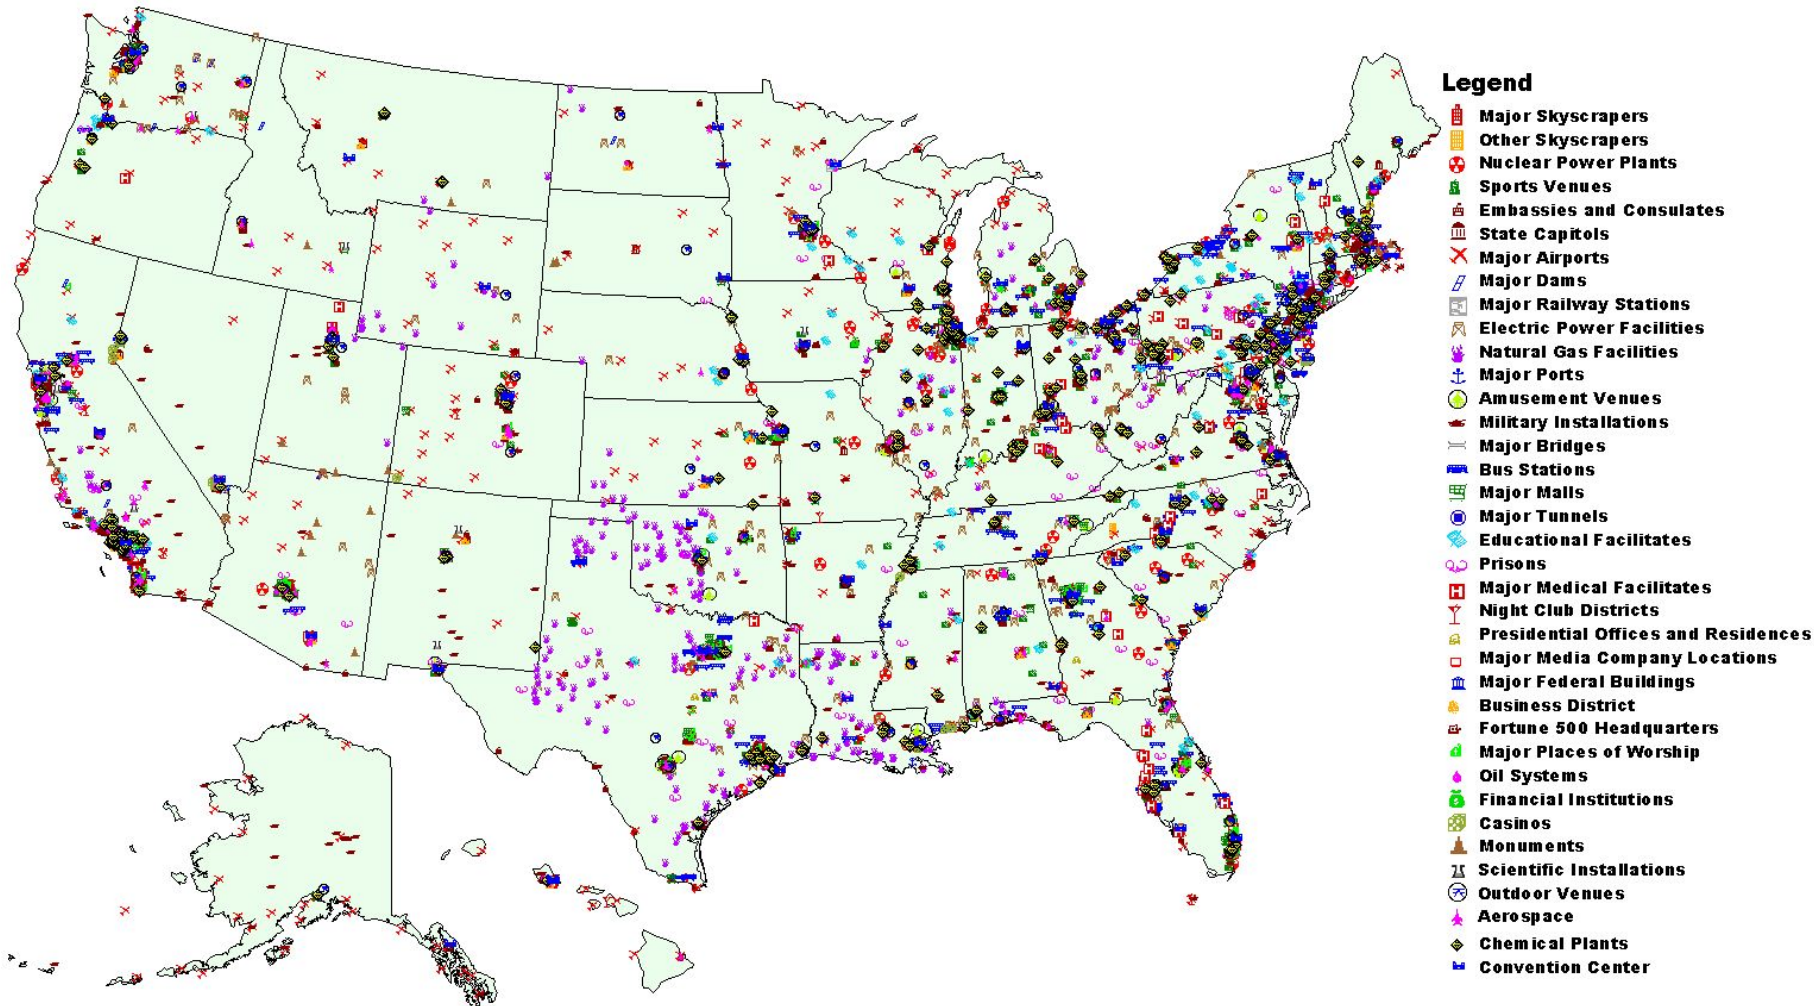 Legend
Major Skyscrapers
Other Skyscrapers
Nuclear Power Plants
Sports Venues
Embassies and Consulates
State Capitols
Major Airports
Major Dams
Major Railway Stations
Electric Power Facilities
Natural Gas Facilities
Major Ports
Amusement Venues
Military Installations
Major Bridges
Bus Stations
Major Malls
Major Tunnels
Educational Facilitates
Prisons
Major Medical Facilitates
Night Club Districts
Presidential Offices and Residences
Major Media Company Locations
Major Federal Buildings
Business District
Fortune 500 Headquarters
Major Places of Worship
Oil Systems
Financial Institutions
Casinos
Monuments
Scientific Installations
Outdoor Venues
Aerospace
Chemical Plants
Convention Center